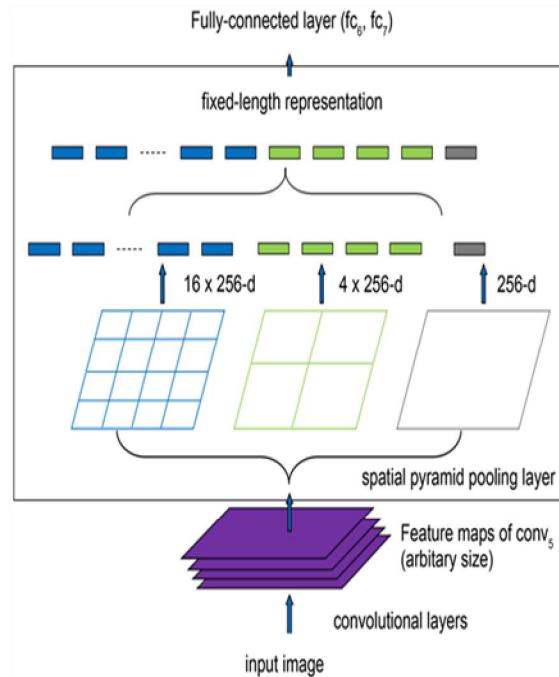 Fully-connected layer (fc6, fc7)
fixed-length representation
16 x 256-d
4 x 256-d
256-d
spatial pyramid pooling layer
Feature maps of conv5
(arbitary size)
convolutional layers
input image